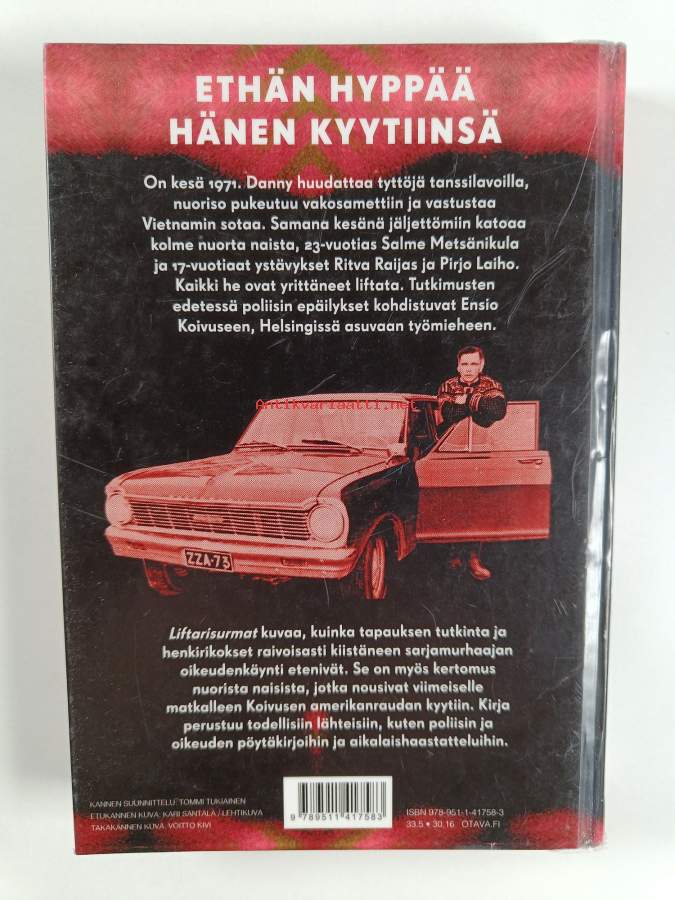 ETHÄN HYPPÄÄ
HÄNEN KYYTIINSÄ
On kesä 1971. Danny huudattaa tyttöjä tanssilavoilla,
nuoriso pukeutuu vakosamettiin ja vastustaa
Vietnamin sotaa. Samana kesänä jäljettömiin katoaa
kolme nuorta naista, 23-vuotias Salme Metsänikula
ja 17-vuotiaat ystävykset Ritva Raijas ja Pirjo Laiho.
Kaikki he ovat yrittäneet liftata. Tutkimusten
edetessä poliisin epäilykset kohdistuvat Ensio
Koivuseen, Helsingissä asuvaan työmieheen.
Antikvariaatti.net
ZZA-73
Liftarisurmat kuvaa, kuinka tapauksen tutkinta ja
henkirikokset raivoisasti kiistäneen sarjamurhaajan
oikeudenkäynti etenivät. Se on myös kertomus
nuorista naisista, jotka nousivat viimeiselle
matkalleen Koivusen amerikanraudan kyytiin. Kirja
perustuu todellisiin lähteisiin, kuten poliisin ja
oikeuden pöytäkirjoihin ja aikalaishaastatteluihin.
KANNEN SUUNNITTELU: TOMMI TUKIAINEN
ETUKANNEN KUVA: KARI SANTALA / LEHTIKUVA
TAKAKANNEN KUVA: VOITTO KIVI
9789511417583
ISBN 978-951-1-41758-3
33.5 • 30.16 OTAVA.FI